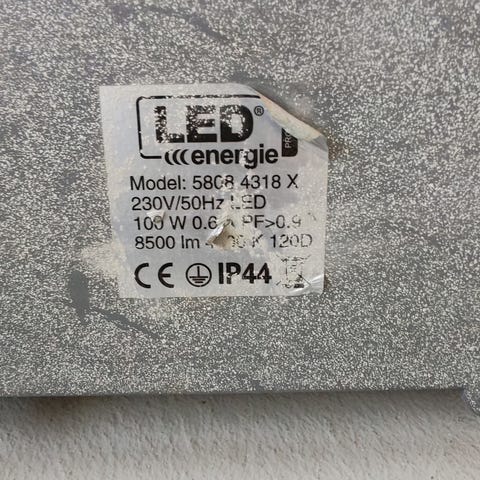 LED®
energie
Model: 5808 4318 X
230V/50Hz LED
100 W PF>0.9
8500 lm 120D
CE IP44